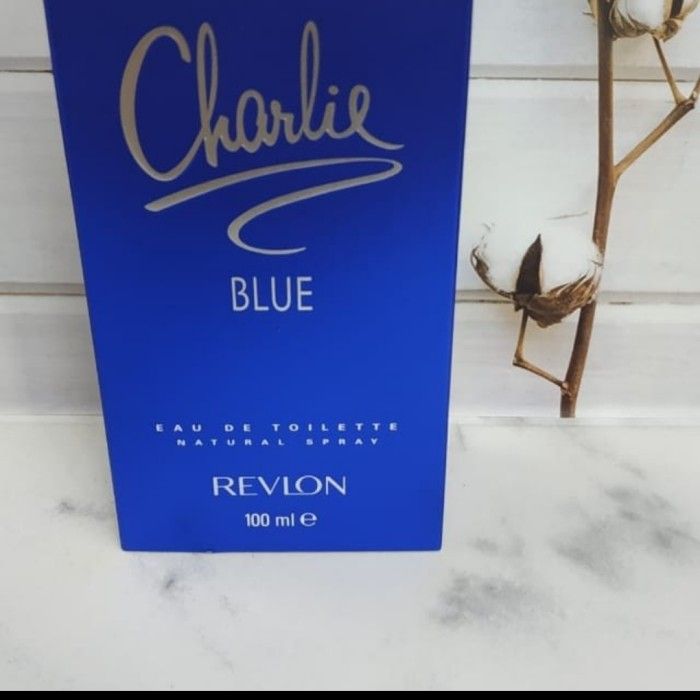 Charlie
BLUE
EAU DE TOILETTE
NATURAL SPRAY
REVLON
100 ml ℮